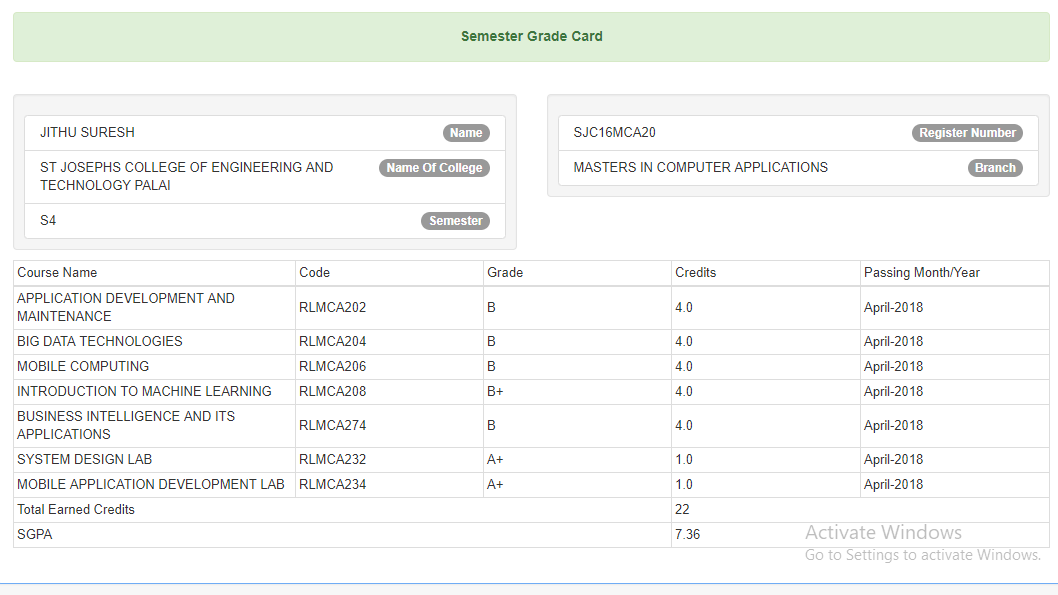 Semester Grade Card
JITHU SURESH Name
ST JOSEPHS COLLEGE OF ENGINEERING AND Name Of College
TECHNOLOGY PALAI
S4 Semester
SJC16MCA20 Register Number
MASTERS IN COMPUTER APPLICATIONS Branch
Course Name Code Grade Credits Passing Month/Year
APPLICATION DEVELOPMENT AND
MAINTENANCE RLMCA202 B 4.0 April-2018
BIG DATA TECHNOLOGIES RLMCA204 B 4.0 April-2018
MOBILE COMPUTING RLMCA206 B 4.0 April-2018
INTRODUCTION TO MACHINE LEARNING RLMCA208 B+ 4.0 April-2018
BUSINESS INTELLIGENCE AND ITS
APPLICATIONS RLMCA274 B 4.0 April-2018
SYSTEM DESIGN LAB RLMCA232 A+ 1.0 April-2018
MOBILE APPLICATION DEVELOPMENT LAB RLMCA234 A+ 1.0 April-2018
Total Earned Credits 22
SGPA 7.36
Activate Windows
Go to Settings to activate Windows.